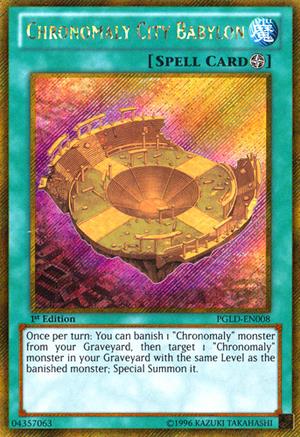 Chronomaly City Babylon 魔
[Spell Card]
1st Edition
PGLD-EN008
Once per turn: You can banish 1 "Chronomaly" monster
from your Graveyard, then target 1 "Chronomaly"
monster in your Graveyard with the same Level as the
banished monster; Special Summon it.
04357063
©1996 KAZUKI TAKAHASHI